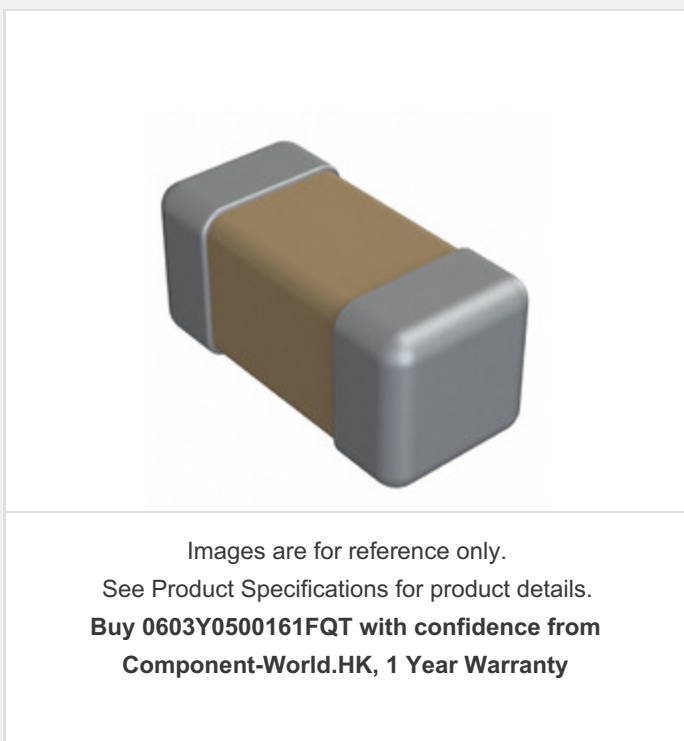 Images are for reference only.
See Product Specifications for product details.
Buy 0603Y0500161FQT with confidence from
Component-World.HK, 1 Year Warranty